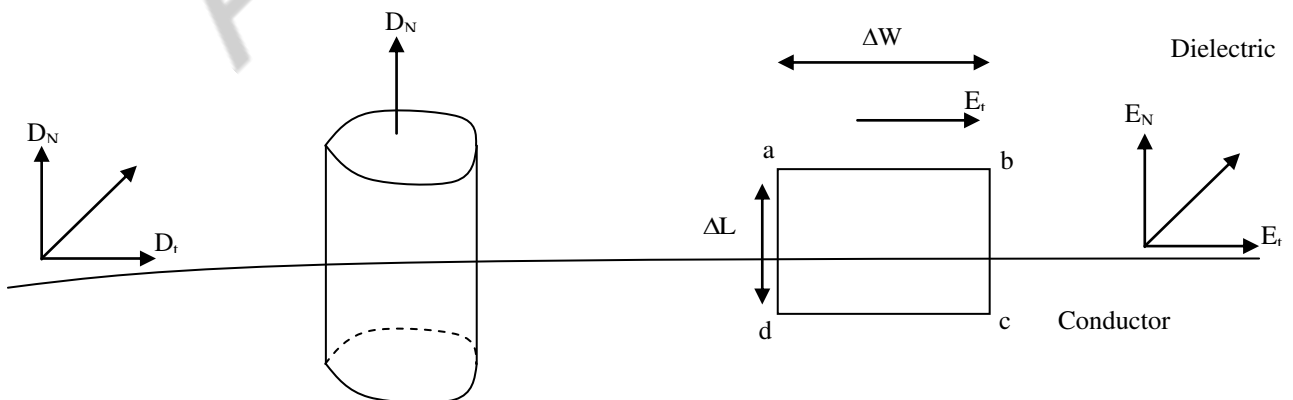 D_N
ΔW
Dielectric
E_t
E_N
D_N
a
b
ΔL
D_t
E_t
d
c
Conductor